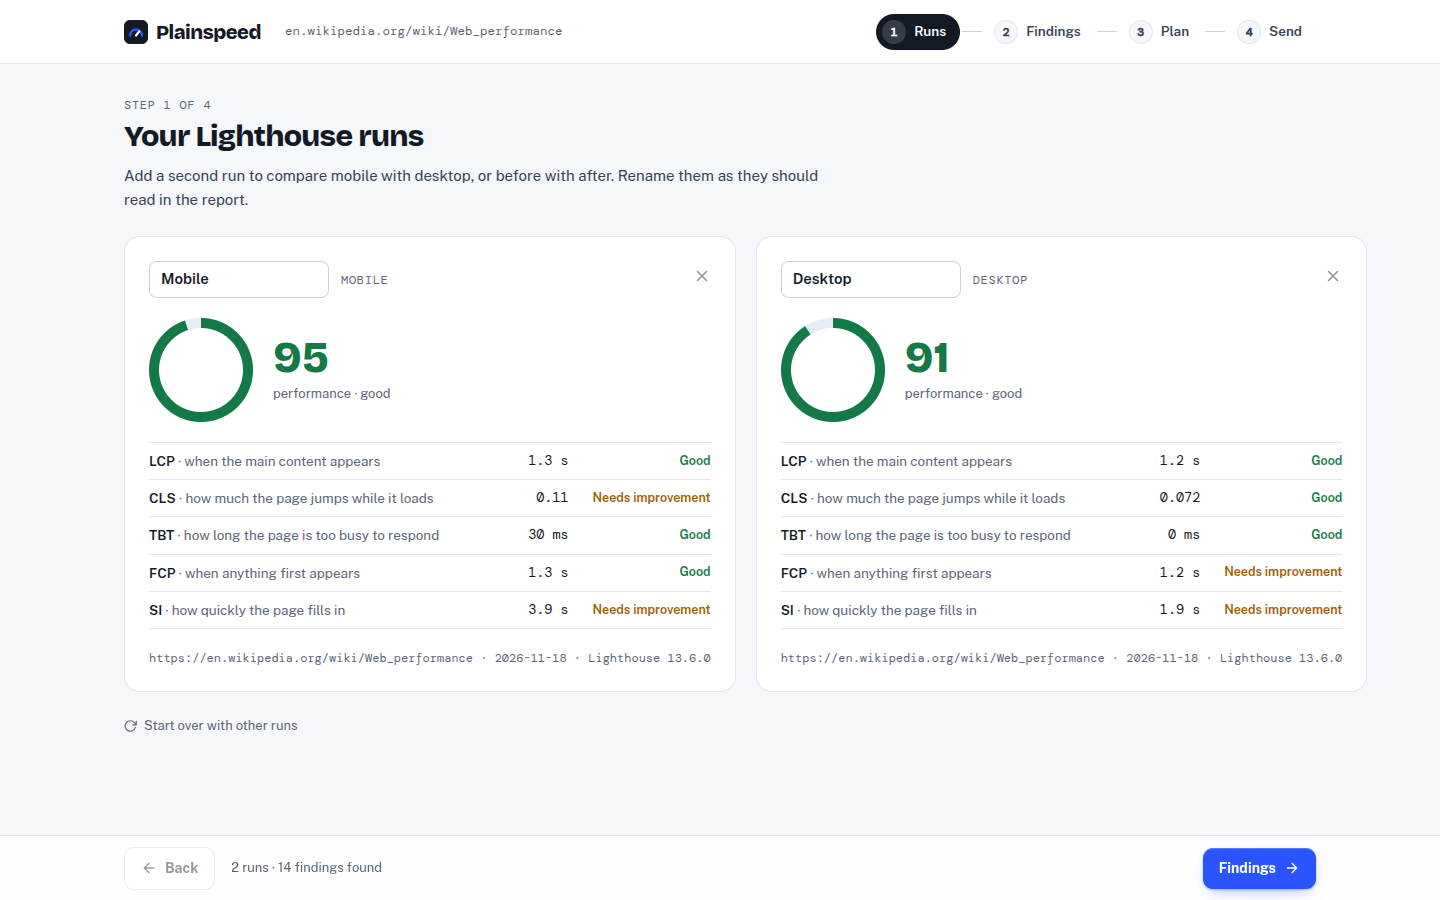 Plainspeed
en.wikipedia.org/wiki/Web_performance
1 Runs
2 Findings
3 Plan
4 Send
STEP 1 OF 4
Your Lighthouse runs
Add a second run to compare mobile with desktop, or before with after. Rename them as they should
read in the report.
Mobile
MOBILE
95
performance · good
LCP · when the main content appears 1.3 s Good
CLS · how much the page jumps while it loads 0.11 Needs improvement
TBT · how long the page is too busy to respond 30 ms Good
FCP · when anything first appears 1.3 s Good
SI · how quickly the page fills in 3.9 s Needs improvement
https://en.wikipedia.org/wiki/Web_performance · 2026-11-18 · Lighthouse 13.6.0
Desktop
DESKTOP
91
performance · good
LCP · when the main content appears 1.2 s Good
CLS · how much the page jumps while it loads 0.072 Good
TBT · how long the page is too busy to respond 0 ms Good
FCP · when anything first appears 1.2 s Needs improvement
SI · how quickly the page fills in 1.9 s Needs improvement
https://en.wikipedia.org/wiki/Web_performance · 2026-11-18 · Lighthouse 13.6.0
Start over with other runs
Back
2 runs · 14 findings found
Findings